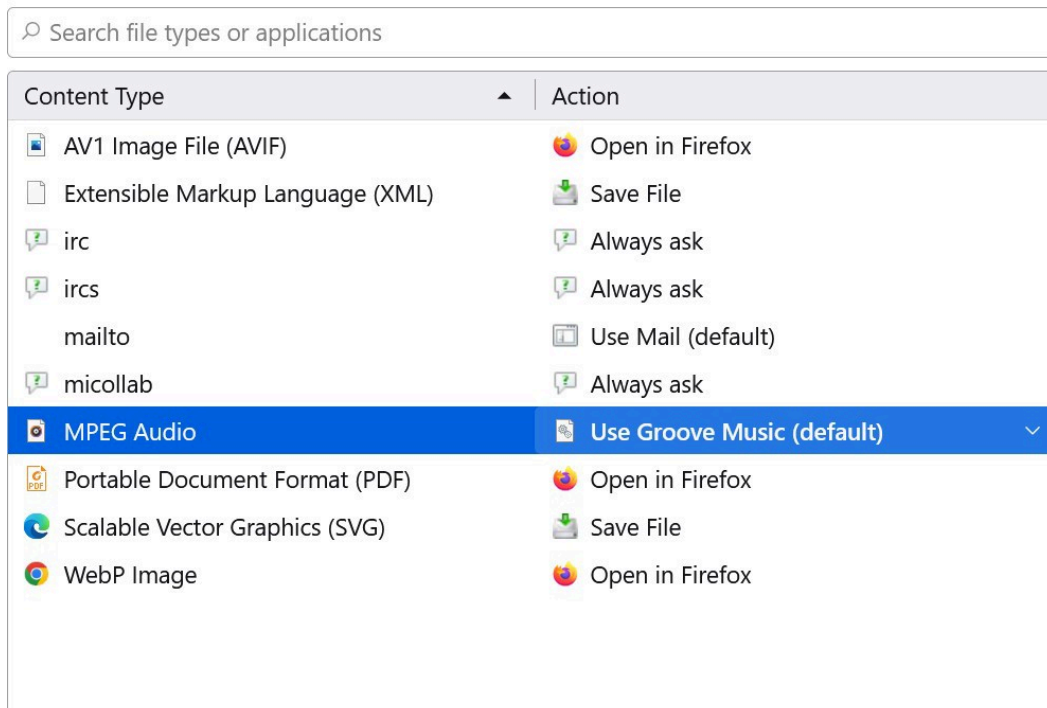 Search file types or applications
Content Type Action
AV1 Image File (AVIF) Open in Firefox
Extensible Markup Language (XML) Save File
irc Always ask
ircs Always ask
mailto Use Mail (default)
micollab Always ask
MPEG Audio Use Groove Music (default)
Portable Document Format (PDF) Open in Firefox
Scalable Vector Graphics (SVG) Save File
WebP Image Open in Firefox